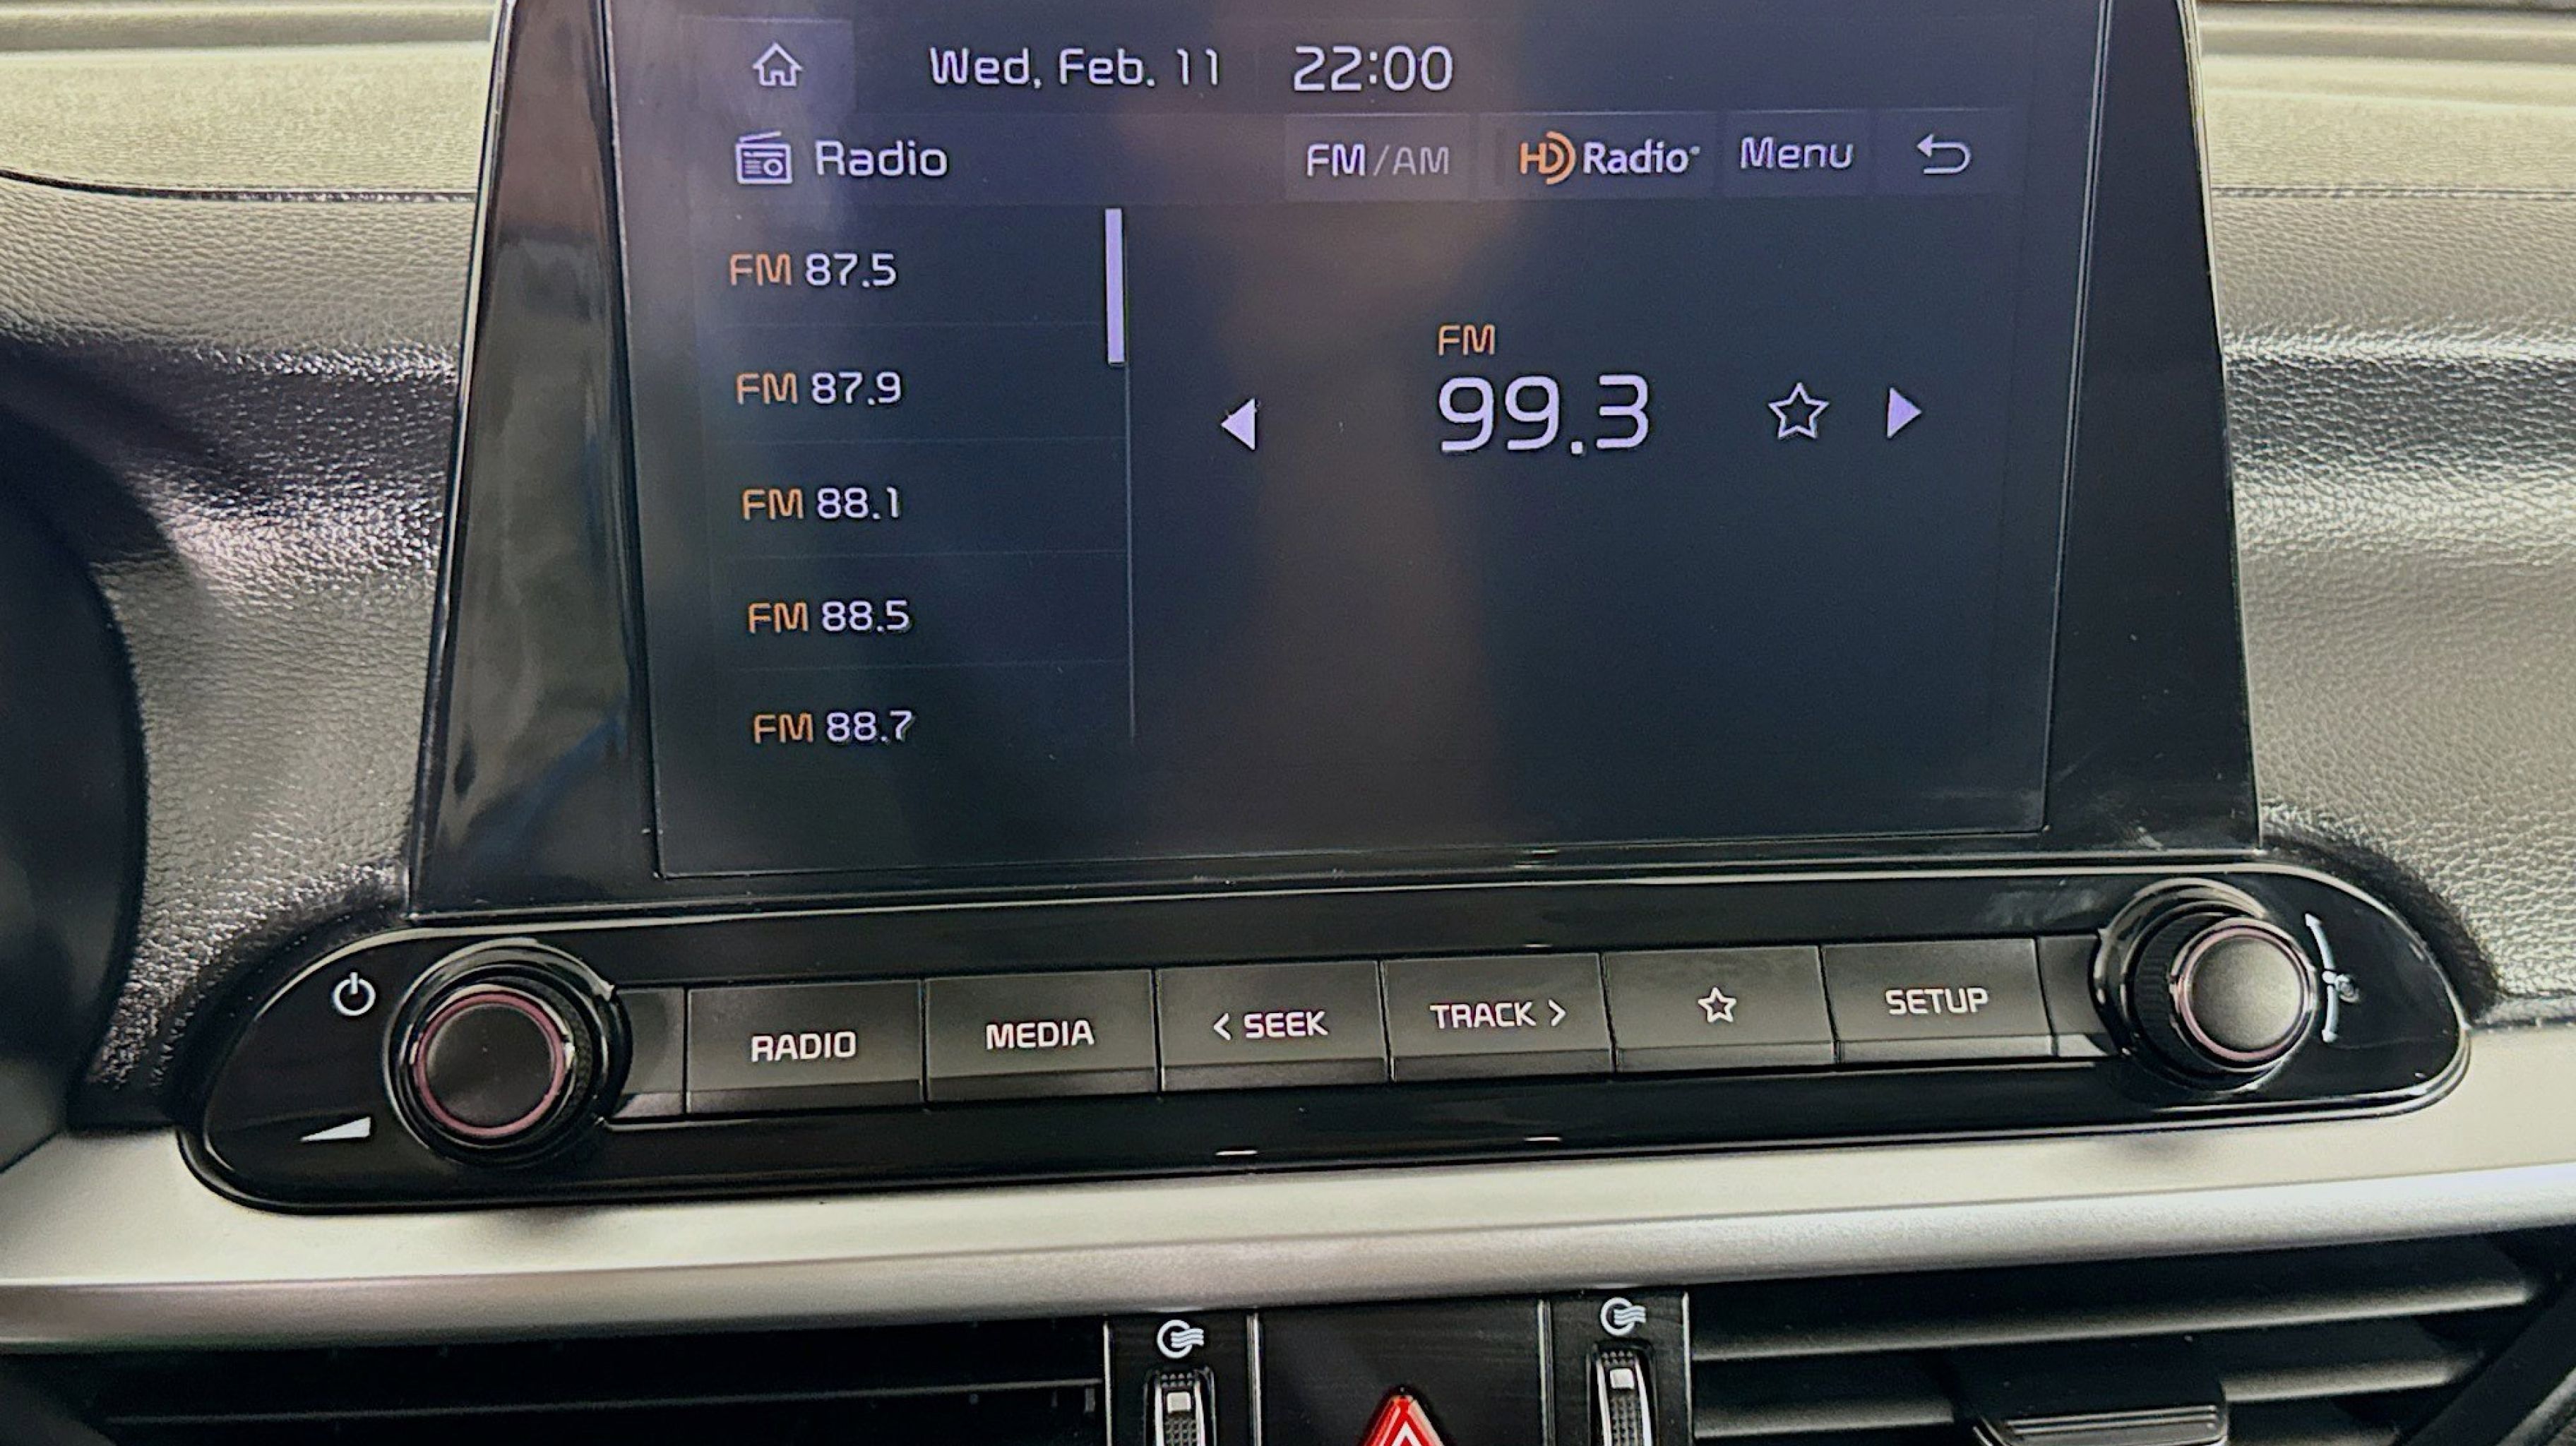 Wed, Feb. 11 22:00
Radio FM/AM HD Radio Menu
FM 87.5
FM 87.9
FM 88.1
FM 88.5
FM 88.7
FM
99.3
RADIO MEDIA < SEEK TRACK > SETUP